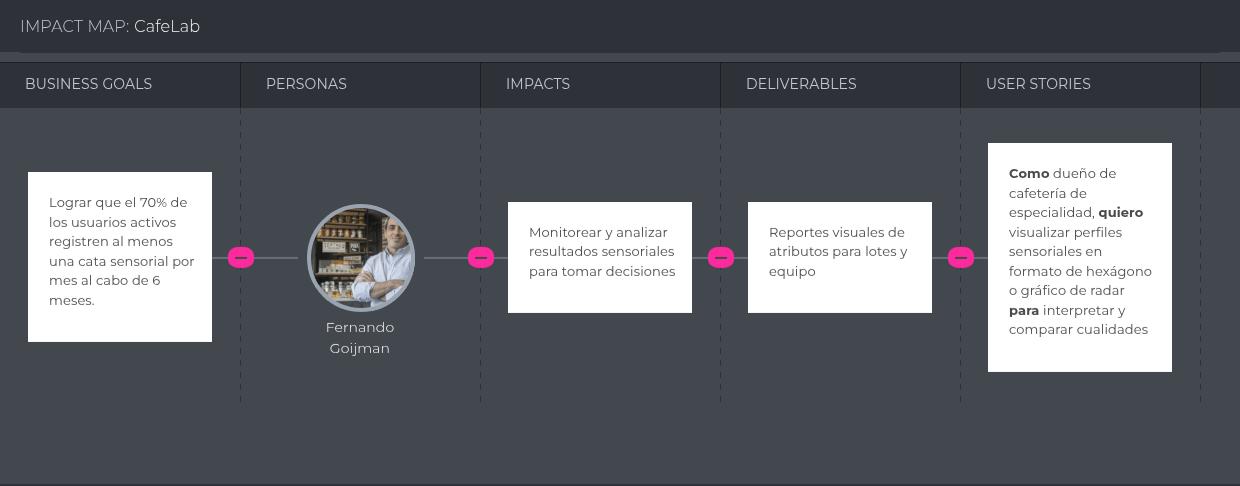 IMPACT MAP: CafeLab
BUSINESS GOALS
PERSONAS
IMPACTS
DELIVERABLES
USER STORIES
Lograr que el 70% de
los usuarios activos
registren al menos
una cata sensorial por
mes al cabo de 6
meses.
Fernando
Goijman
Monitorear y analizar
resultados sensoriales
para tomar decisiones
Reportes visuales de
atributos para lotes y
equipo
Como dueño de
cafetería de
especialidad, quiero
visualizar perfiles
sensoriales en
formato de hexágono
o gráfico de radar
para interpretar y
comparar cualidades